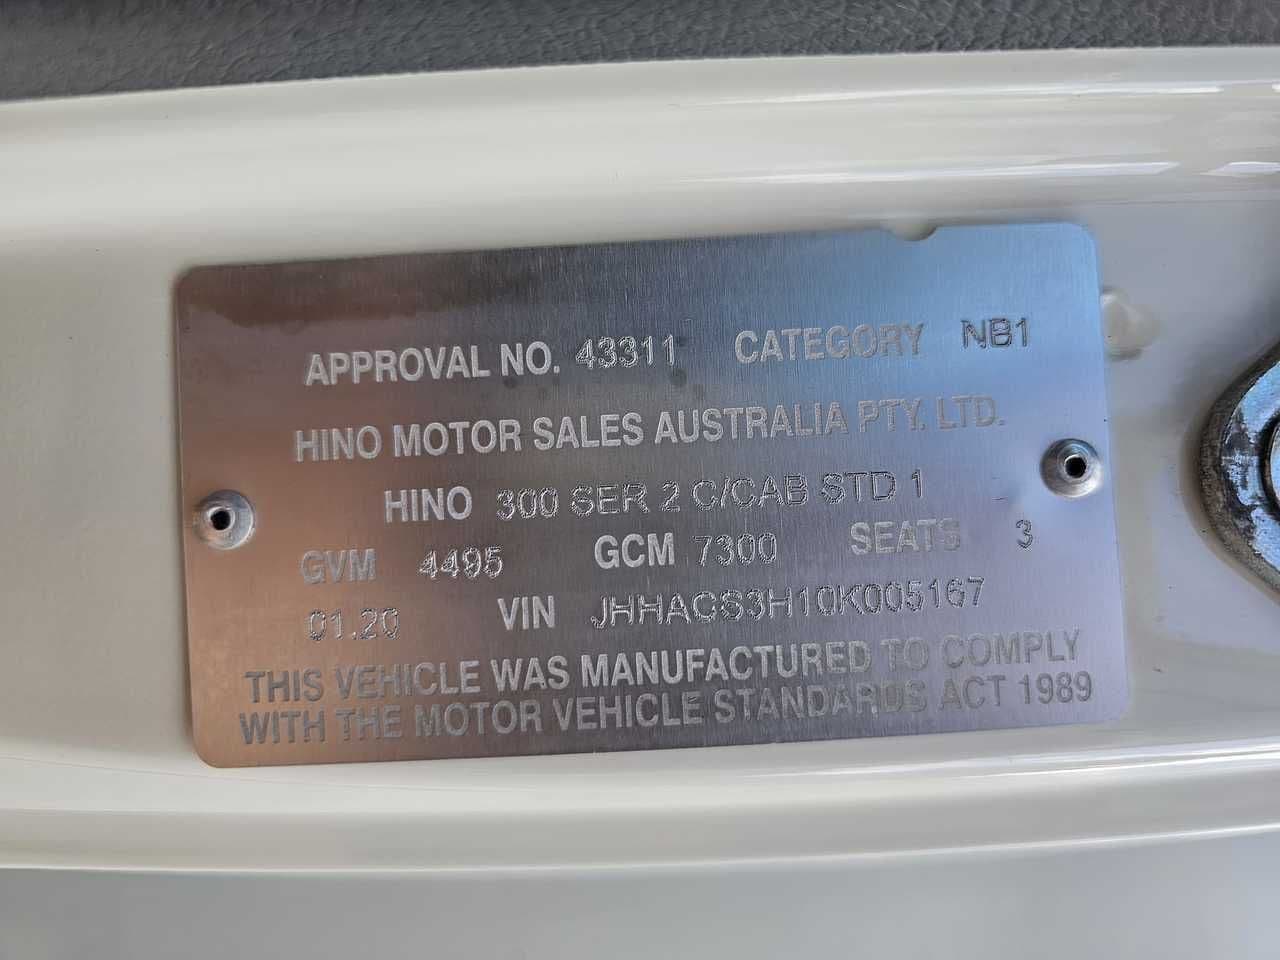 APPROVAL NO. 43311 CATEGORY NB1
HINO MOTOR SALES AUSTRALIA PTY. LTD.
HINO 300 SER 2 C/CAB STD 1
GVM 4495 GCM 7300 SEATS 3
01.20 VIN JHHACS3H10K005167
THIS VEHICLE WAS MANUFACTURED TO COMPLY
WITH THE MOTOR VEHICLE STANDARDS ACT 1989